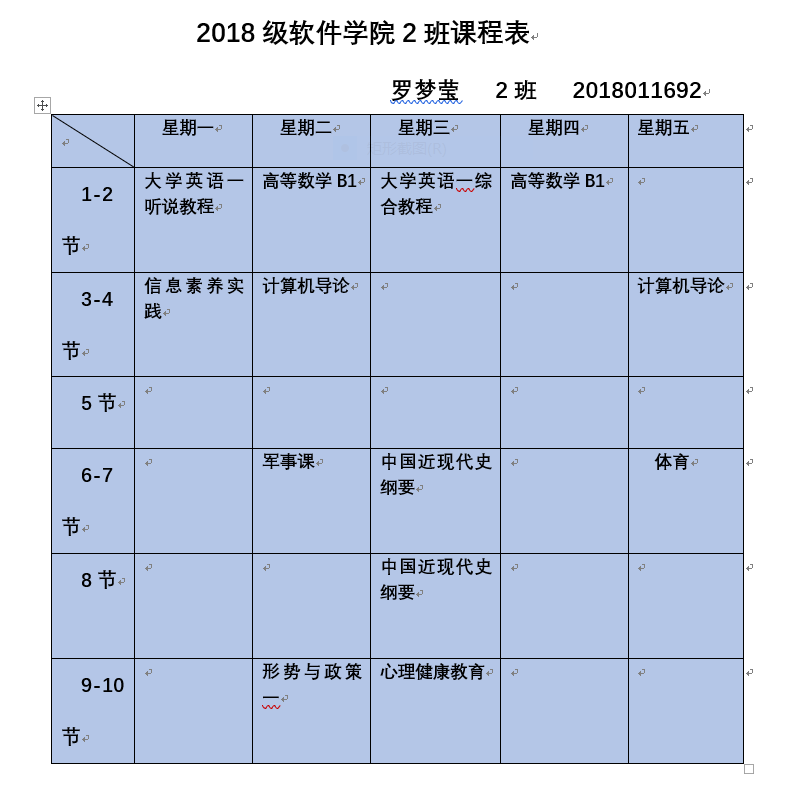 2018 级软件学院 2 班课程表
罗梦莹 2 班 2018011692
星期一 星期二 星期三 星期四 星期五
1-2 节 大学英语一听说教程 高等数学 B1 大学英语一综合教程 高等数学 B1
3-4 节 信息素养实践 计算机导论 计算机导论
5 节
6-7 节 军事课 中国近现代史纲要 体育
8 节 中国近现代史纲要
9-10 节 形势与政策一 心理健康教育